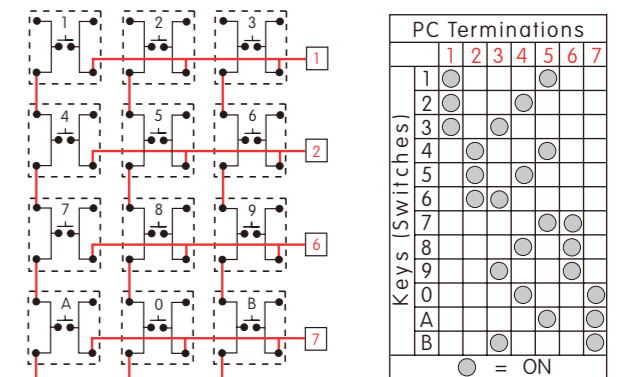 1 2 3
1
4 5 6
2
7 8 9
6
A 0 B
7
PC Terminations
1 2 3 4 5 6 7
Keys (Switches)
1
2
3
4
5
6
7
8
9
0
A
B
= ON